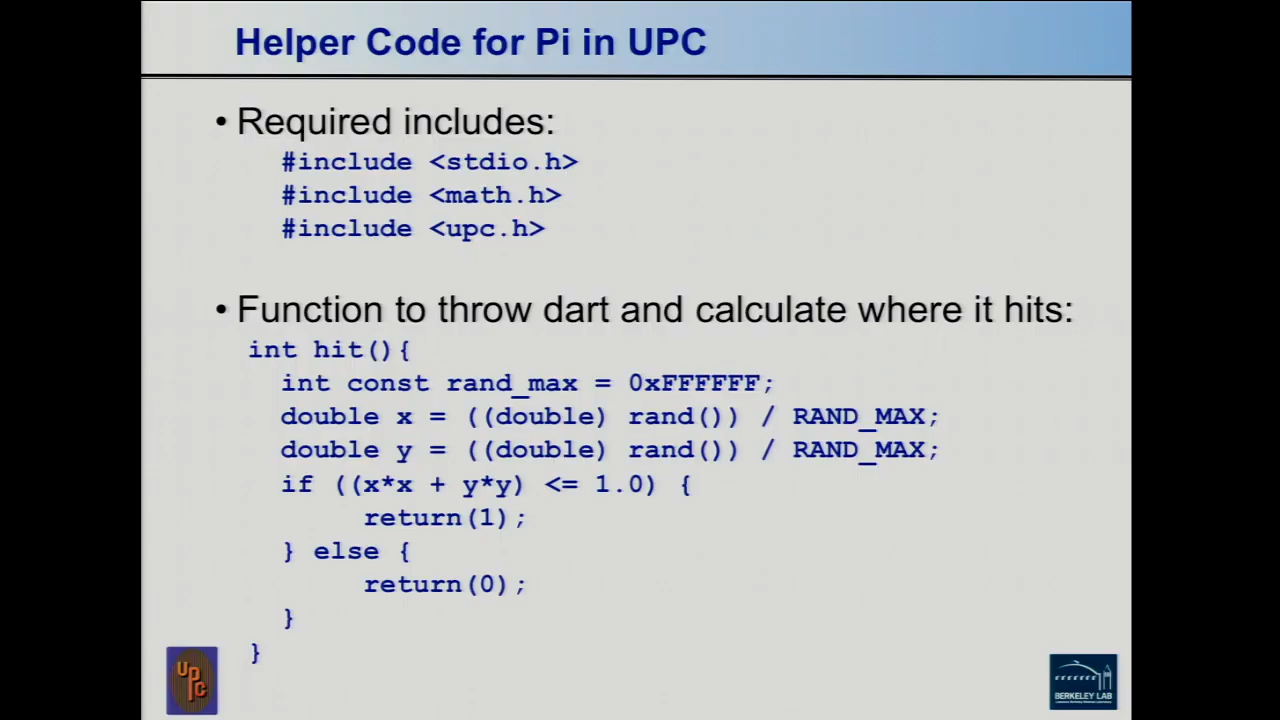 Helper Code for Pi in UPC
• Required includes:
#include <stdio.h>
#include <math.h>
#include <upc.h>
• Function to throw dart and calculate where it hits:
int hit(){
int const rand_max = 0xFFFFFF;
double x = ((double) rand()) / RAND_MAX;
double y = ((double) rand()) / RAND_MAX;
if ((x*x + y*y) <= 1.0) {
return(1);
} else {
return(0);
}
}
UPC
BERKELEY LAB